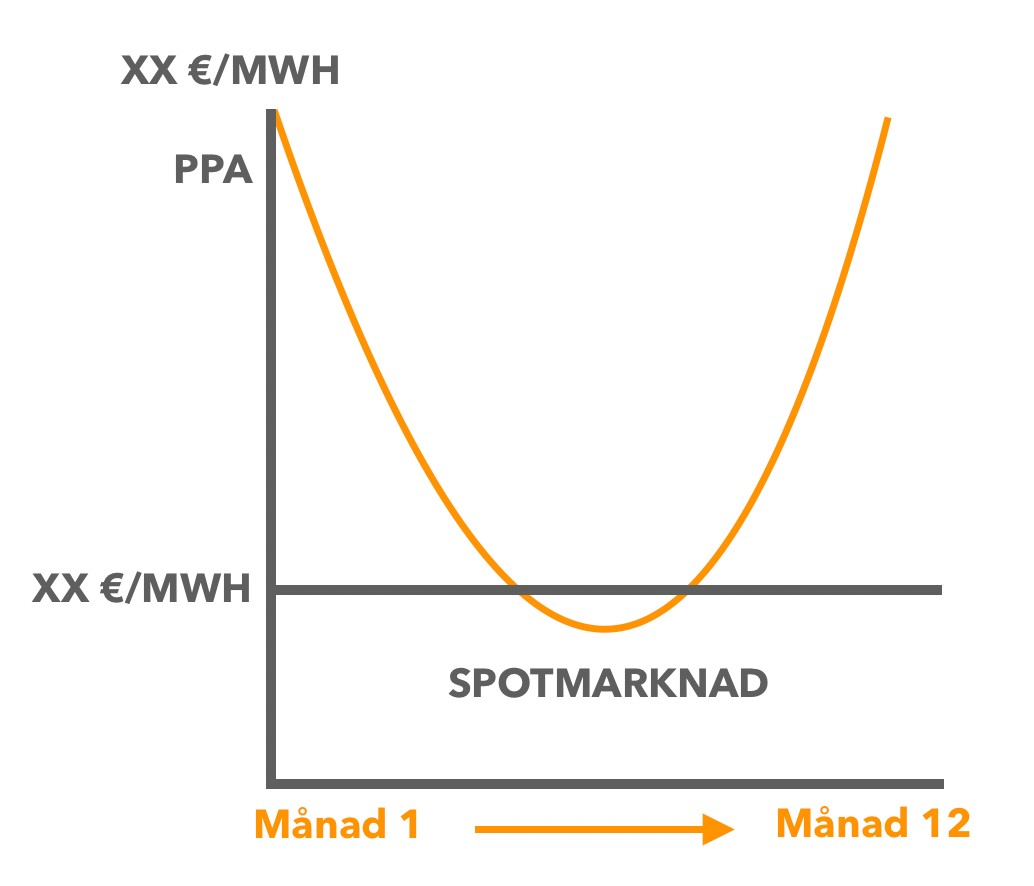 XX €/MWH
PPA
XX €/MWH
SPOTMARKNAD
Månad 1
Månad 12